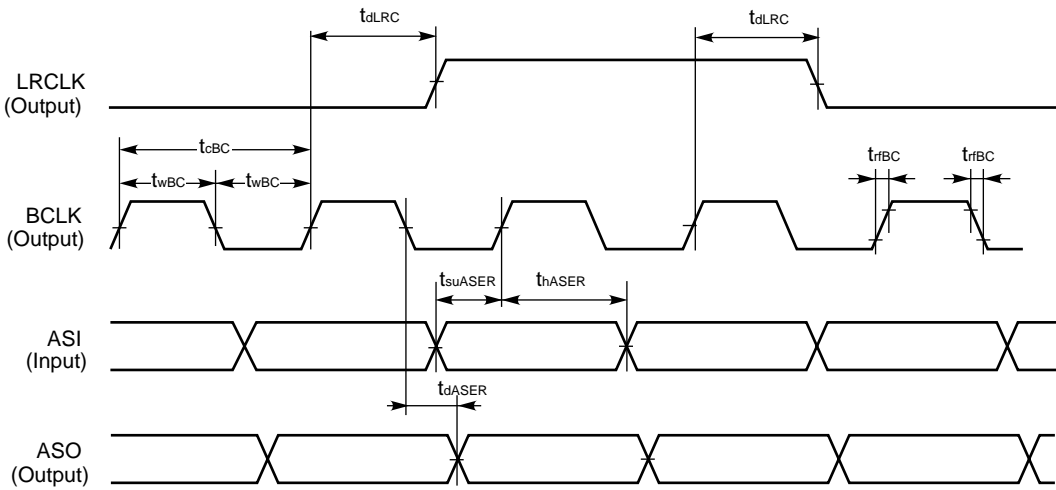 tdLRC tdLRC
LRCLK
(Output)
tcBC
twBC twBC trfBC trfBC
BCLK
(Output)
tsuASER thASER
ASI
(Input)
tdASER
ASO
(Output)